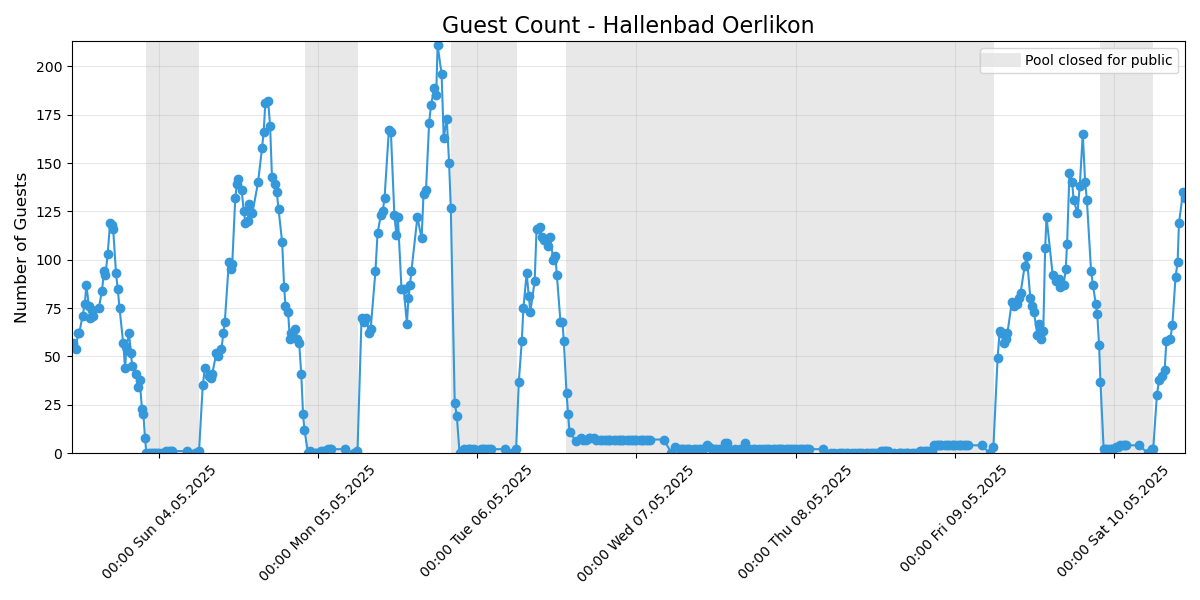 Guest Count - Hallenbad Oerlikon
Pool closed for public
Number of Guests
200
175
150
125
100
75
50
25
0
00:00 Sun 04.05.2025
00:00 Mon 05.05.2025
00:00 Tue 06.05.2025
00:00 Wed 07.05.2025
00:00 Thu 08.05.2025
00:00 Fri 09.05.2025
00:00 Sat 10.05.2025